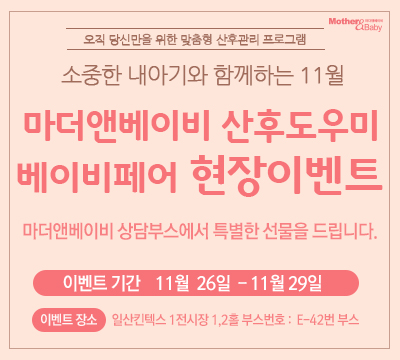 Mother & Baby
오직 당신만을 위한 맞춤형 산후관리 프로그램
소중한 내아기와 함께하는 11월
마더앤베이비 산후도우미
베이비페어 현장이벤트
마더앤베이비 상담부스에서 특별한 선물을 드립니다.
이벤트 기간 11월 26일 - 11월 29일
이벤트 장소 일산킨텍스 1전시장 1,2홀 부스번호 : E-42번 부스